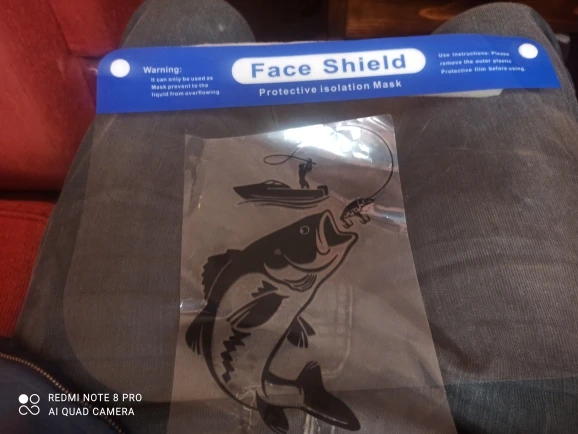 Warning:
It can only be used as
Mask prevent to the
liquid from overflowing
Face Shield
Protective isolation Mask
Use Instructions: Please
remove the outer plastic
Protective film before using.
REDMI NOTE 8 PRO
AI QUAD CAMERA